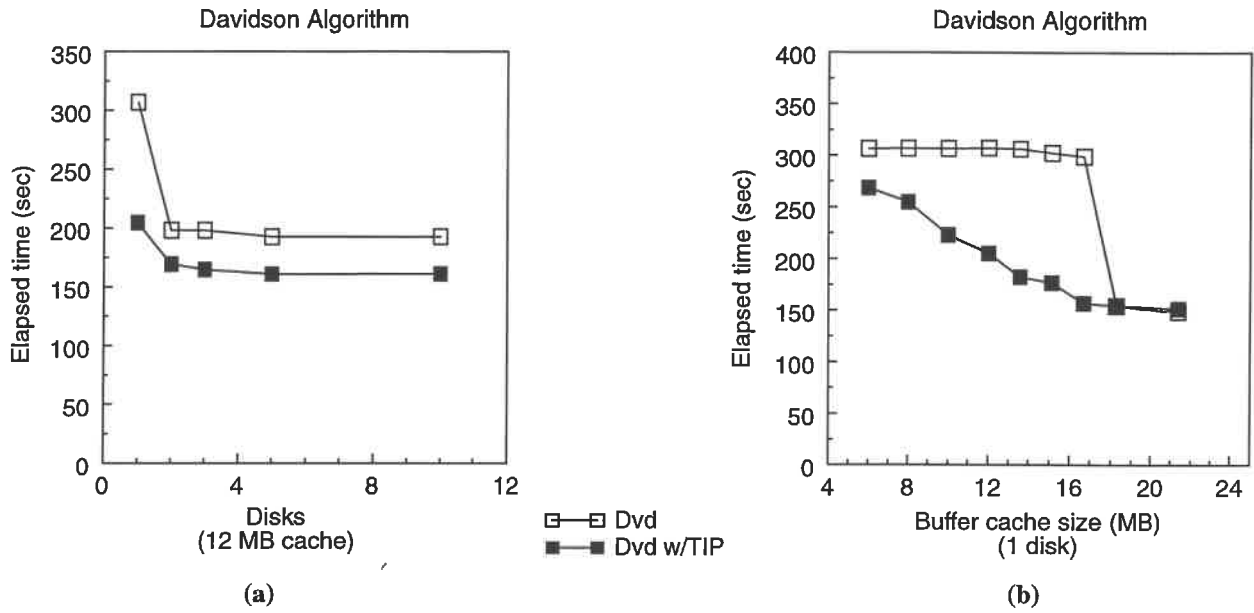 Davidson Algorithm
350
300
250
200
150
100
50
0
Elapsed time (sec)
0 4 8 12
Disks
(12 MB cache)
(a)
Dvd
Dvd w/TIP
Davidson Algorithm
400
350
300
250
200
150
100
50
0
Elapsed time (sec)
4 8 12 16 20 24
Buffer cache size (MB)
(1 disk)
(b)